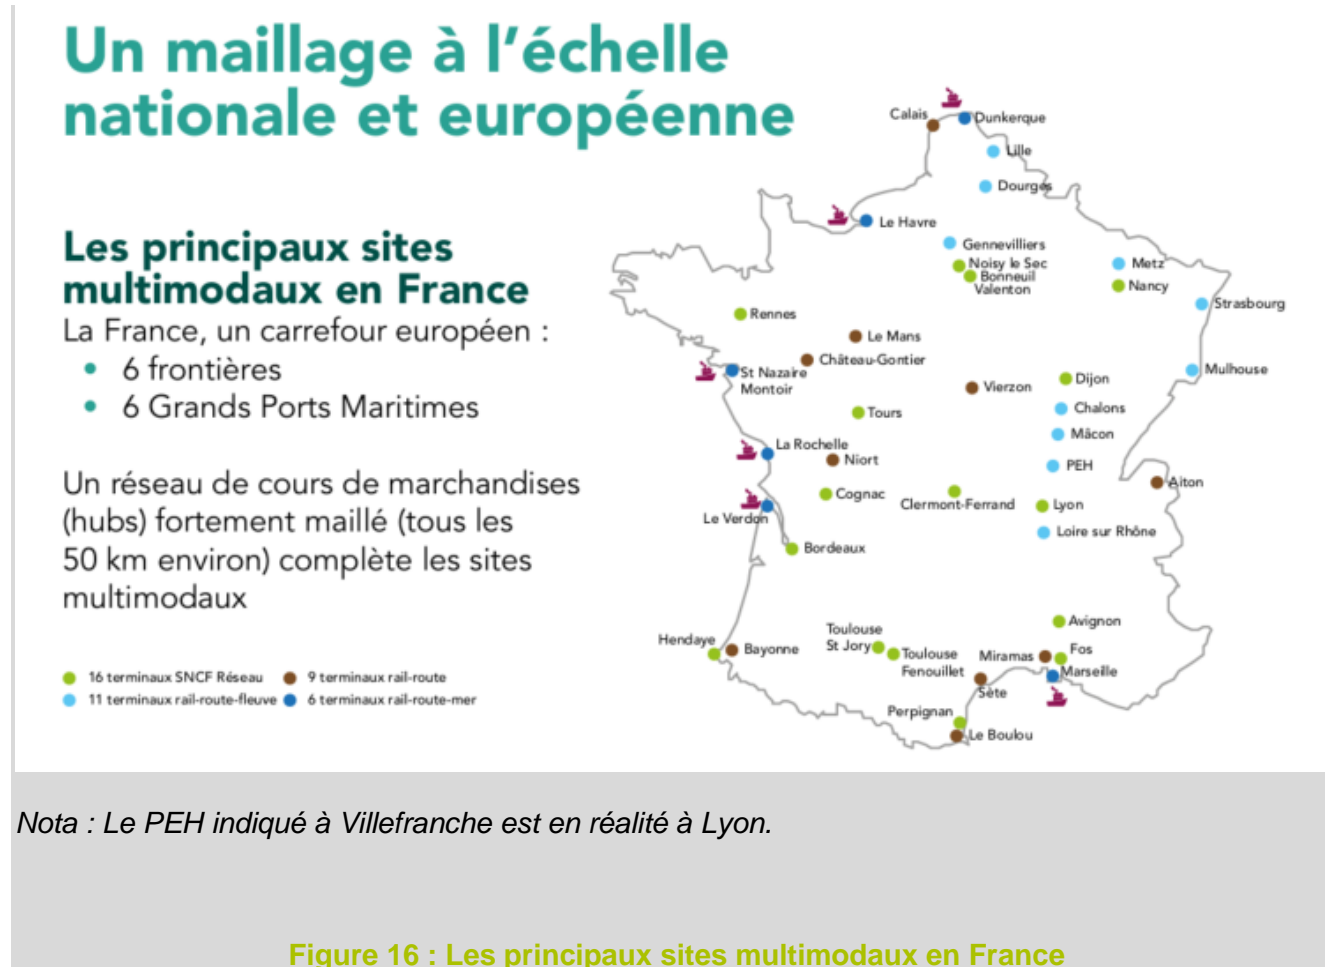 Un maillage à l'échelle
nationale et européenne
Les principaux sites
multimodaux en France
La France, un carrefour européen :
• 6 frontières
• 6 Grands Ports Maritimes
Un réseau de cours de marchandises
(hubs) fortement maillé (tous les
50 km environ) complète les sites
multimodaux
16 terminaux SNCF Réseau
9 terminaux rail-route
11 terminaux rail-route-fleuve
6 terminaux rail-route-mer
Calais
Dunkerque
Lille
Dourges
Le Havre
Gennevilliers
Noisy le Sec
Bonneuil
Valenton
Metz
Nancy
Strasbourg
Rennes
Le Mans
Château-Gontier
St Nazaire
Montoir
Vierzon
Dijon
Mulhouse
Tours
Chalons
Mâcon
La Rochelle
Niort
PEH
Aiton
Cognac
Clermont-Ferrand
Lyon
Le Verdon
Loire sur Rhône
Bordeaux
Avignon
Hendaye
Bayonne
Toulouse
St Jory
Toulouse
Fenouillet
Miramas
Fos
Marseille
Sète
Perpignan
Le Boulou
Nota : Le PEH indiqué à Villefranche est en réalité à Lyon.
Figure 16 : Les principaux sites multimodaux en France